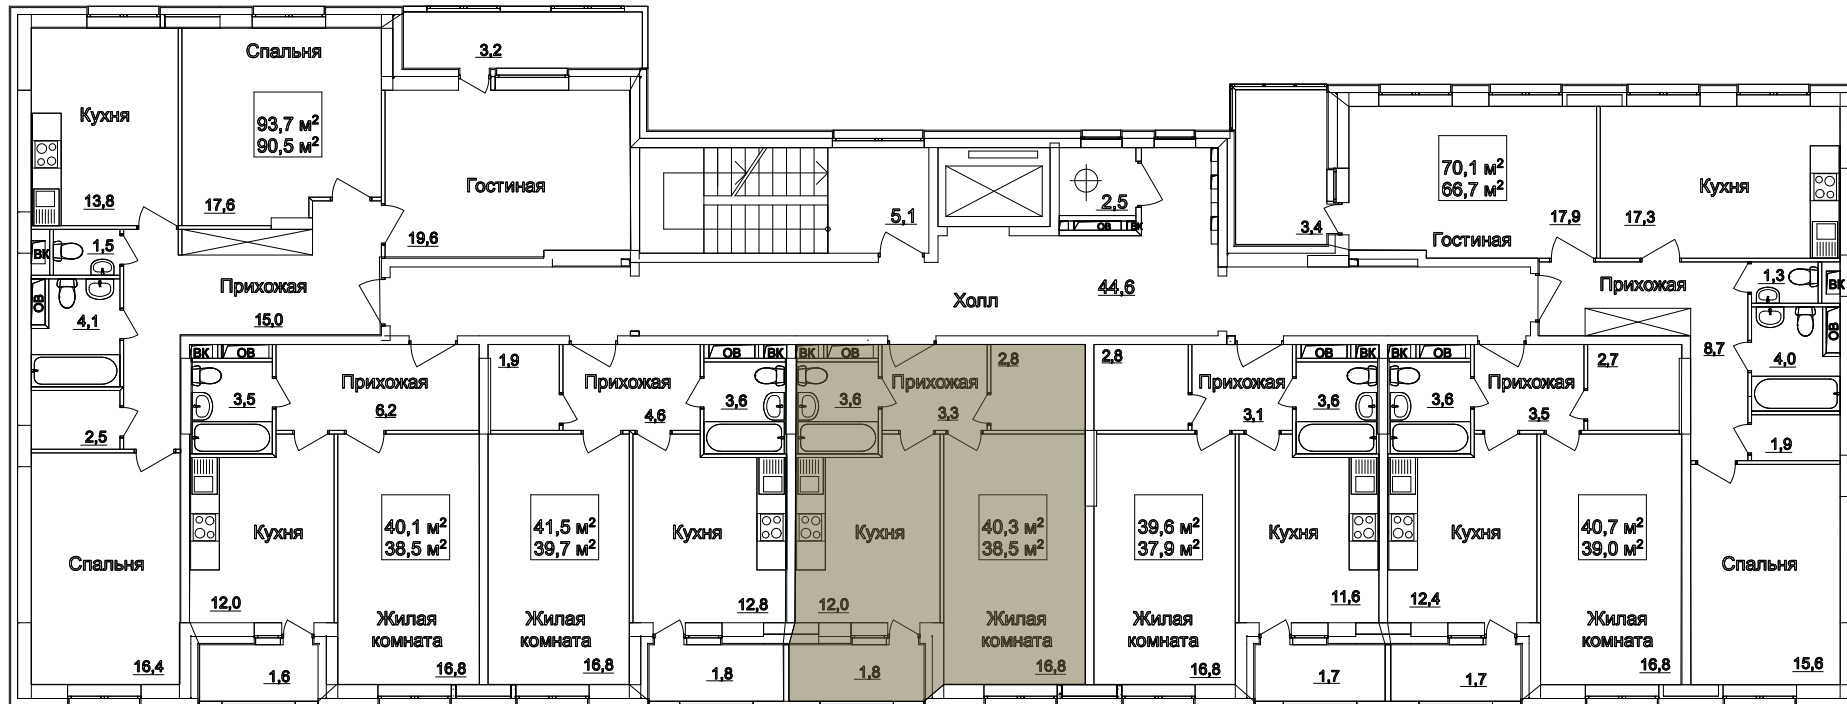 3,2
Спальня
Кухня
93,7 м²
90,5 м²
13,8
17,6
Гостиная
19,6
5,1
2,5
ОВ
ВК
3,4
70,1 м²
66,7 м²
17,9
Гостиная
Кухня
17,3
ВК
1,5
ОВ
4,1
Прихожая
15,0
Холл
44,6
Прихожая
1,3
ВК
ОВ
4,0
8,7
2,5
1,9
Спальня
16,4
ВК
ОВ
3,5
Прихожая
6,2
Кухня
12,0
40,1 м²
38,5 м²
Жилая
комната
16,8
1,6
1,9
Прихожая
4,6
ОВ
ВК
3,6
41,5 м²
39,7 м²
Кухня
12,8
Жилая
комната
16,8
1,8
ВК
ОВ
3,6
Прихожая
3,3
2,8
Кухня
12,0
40,3 м²
38,5 м²
Жилая
комната
16,8
1,8
2,8
Прихожая
3,1
ОВ
ВК
3,6
39,6 м²
37,9 м²
Кухня
11,6
Жилая
комната
16,8
1,7
ВК
ОВ
3,6
Прихожая
3,5
2,7
Кухня
12,4
40,7 м²
39,0 м²
Жилая
комната
16,8
1,7
Спальня
15,6